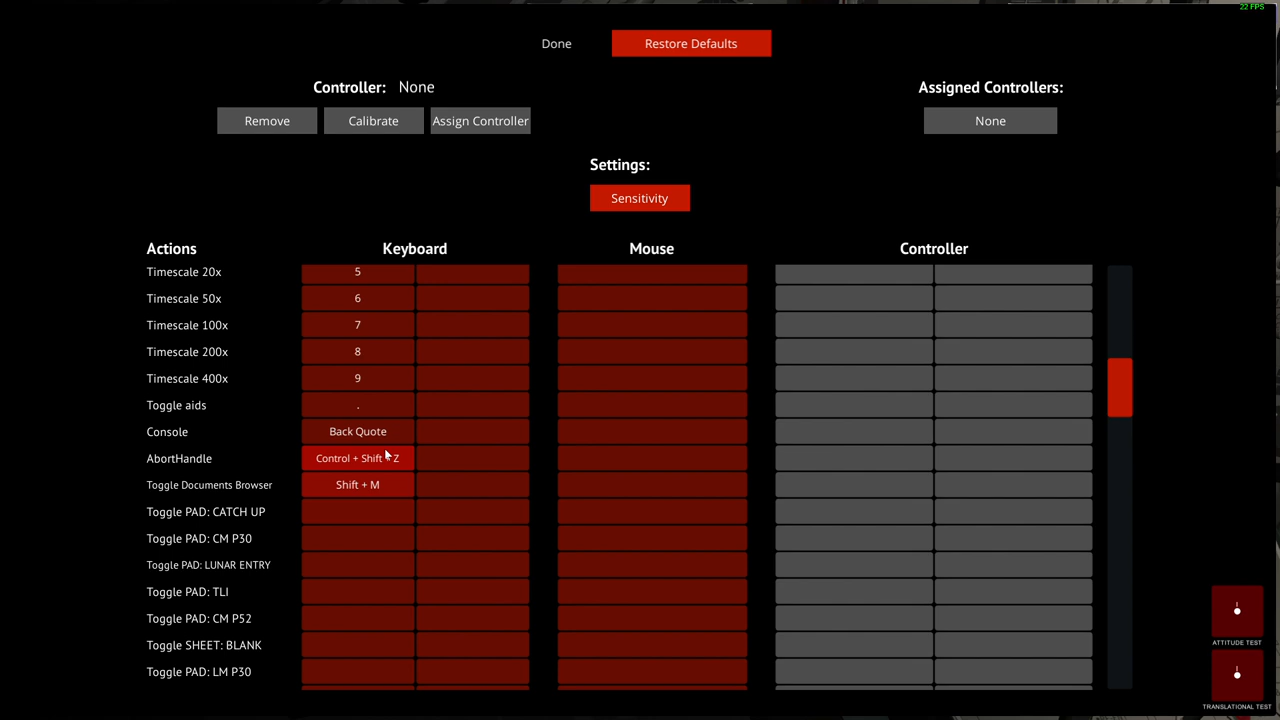 22 FPS
Done
Restore Defaults
Controller: None
Assigned Controllers:
Remove
Calibrate
Assign Controller
None
Settings:
Sensitivity
Actions Keyboard Mouse Controller
Timescale 20x 5
Timescale 50x 6
Timescale 100x 7
Timescale 200x 8
Timescale 400x 9
Toggle aids .
Console Back Quote
AbortHandle Control + Shift + Z
Toggle Documents Browser Shift + M
Toggle PAD: CATCH UP
Toggle PAD: CM P30
Toggle PAD: LUNAR ENTRY
Toggle PAD: TLI
Toggle PAD: CM P52
Toggle SHEET: BLANK
Toggle PAD: LM P30
ATTITUDE TEST
TRANSLATIONAL TEST